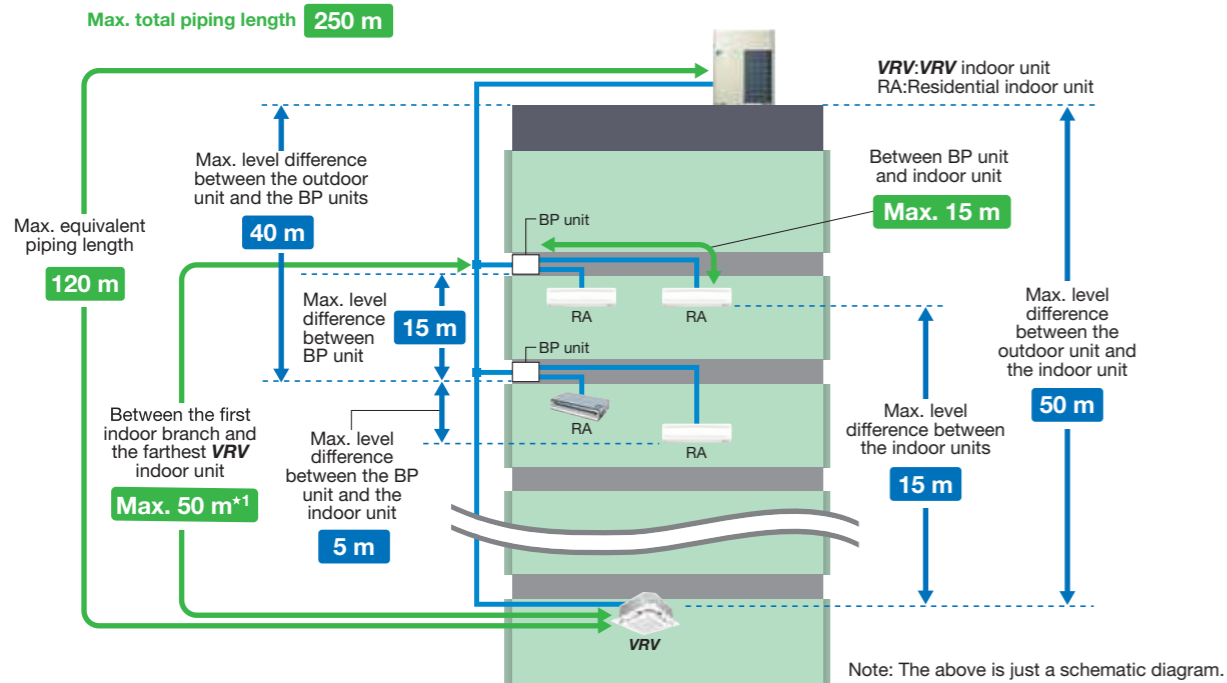 Max. total piping length 250 m
VRV:VRV indoor unit
RA:Residential indoor unit
Max. level difference
between the outdoor
unit and the BP units
40 m
Between BP unit
and indoor unit
Max. 15 m
Max. equivalent
piping length
120 m
BP unit
RA
RA
Max. level
difference
between
BP unit
15 m
BP unit
RA
RA
Max. level
difference
between the
outdoor unit and
the indoor unit
50 m
Between the first
indoor branch and
the farthest VRV
indoor unit
Max. 50 m★1
Max. level
difference
between the BP
unit and the
indoor unit
5 m
Max. level
difference between
the indoor units
15 m
VRV
Note: The above is just a schematic diagram.